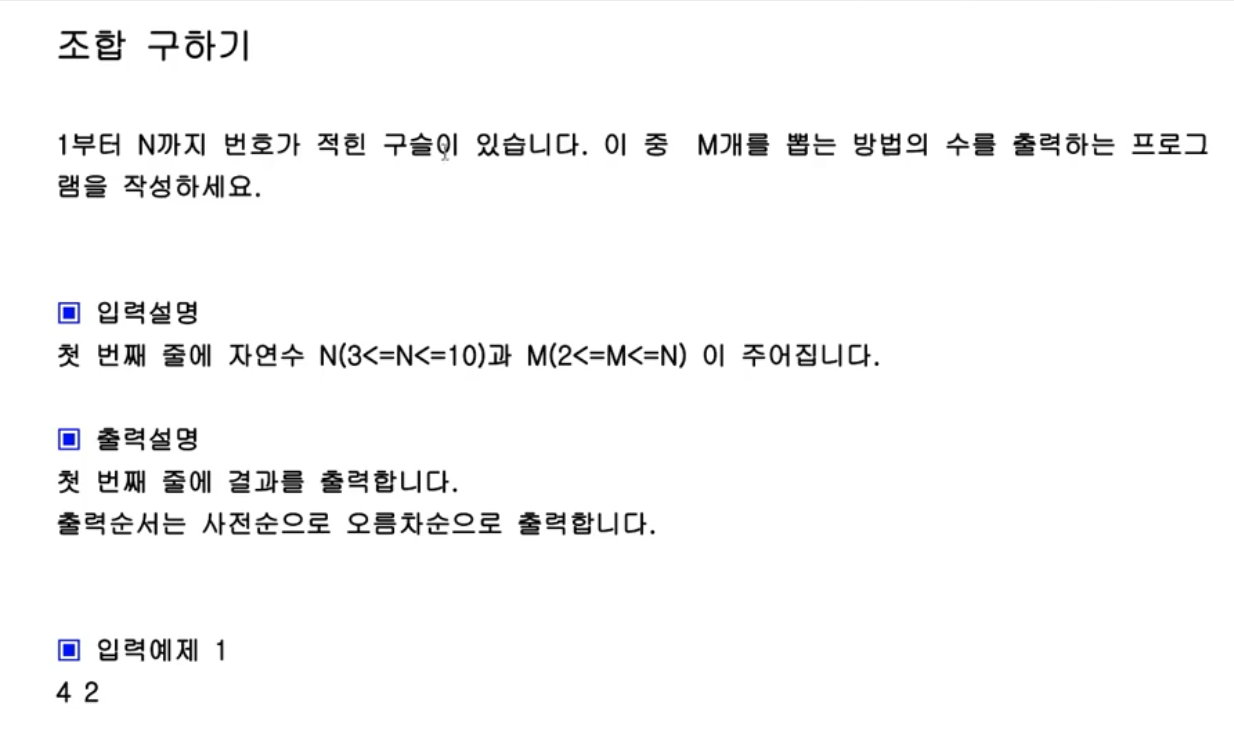 조합 구하기
1부터 N까지 번호가 적힌 구슬이 있습니다. 이 중 M개를 뽑는 방법의 수를 출력하는 프로그
램을 작성하세요.
▣ 입력설명
첫 번째 줄에 자연수 N(3<=N<=10)과 M(2<=M<=N) 이 주어집니다.
▣ 출력설명
첫 번째 줄에 결과를 출력합니다.
출력순서는 사전순으로 오름차순으로 출력합니다.
▣ 입력예제 1
4 2